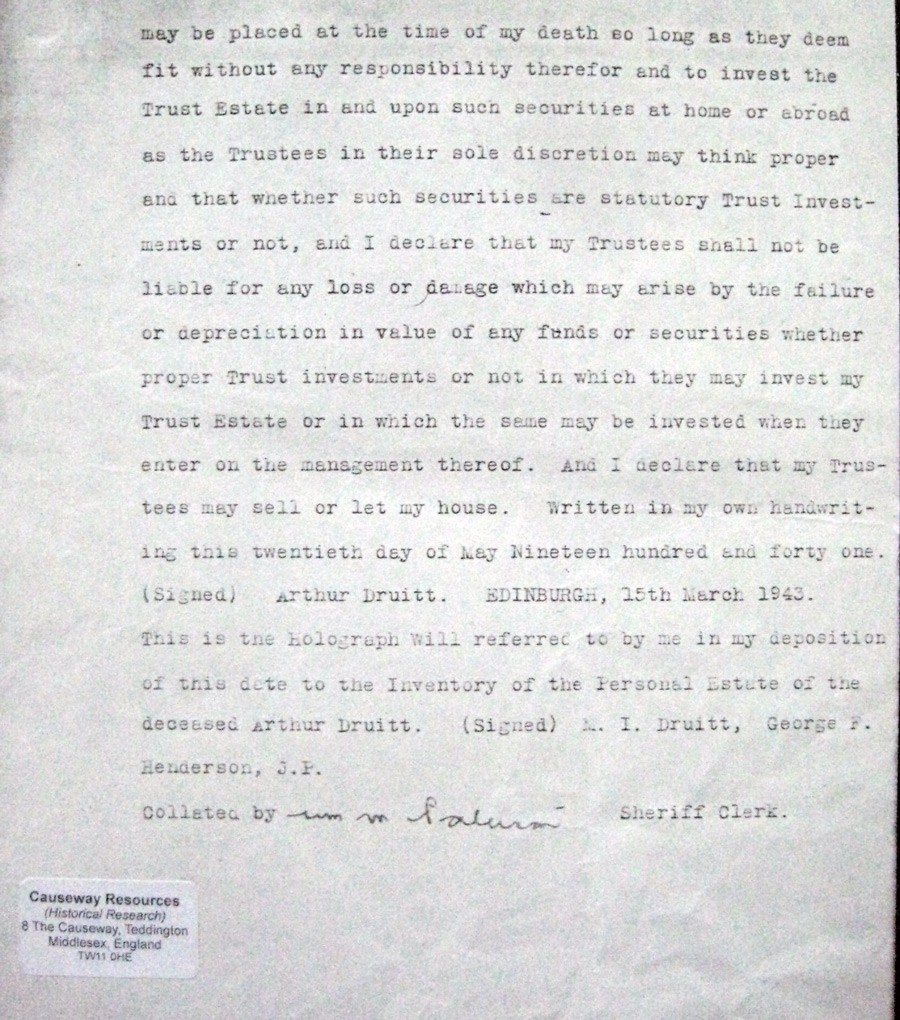 may be placed at the time of my death so long as they deem
fit without any responsibility therefor and to invest the
Trust Estate in and upon such securities at home or abroad
as the Trustees in their sole discretion may think proper
and that whether such securities are statutory Trust Invest-
ments or not, and I declare that my Trustees shall not be
liable for any loss or damage which may arise by the failure
or depreciation in value of any funds or securities whether
proper Trust investments or not in which they may invest my
Trust Estate or in which the same may be invested when they
enter on the management thereof. And I declare that my Trus-
tees may sell or let my house. Written in my own handwrit-
ing this twentieth day of May Nineteen hundred and forty one.
(Signed) Arthur Druitt. EDINBURGH, 15th March 1943.
This is the Holograph Will referred to by me in my deposition
of this date to the Inventory of the Personal Estate of the
deceased Arthur Druitt. (Signed) I. Druitt, George F.
Henderson, J.P.
Collated by Sheriff Clerk.
Causeway Resources
(Historical Research)
8 The Causeway, Teddington
Middlesex, England
TW11 0HE